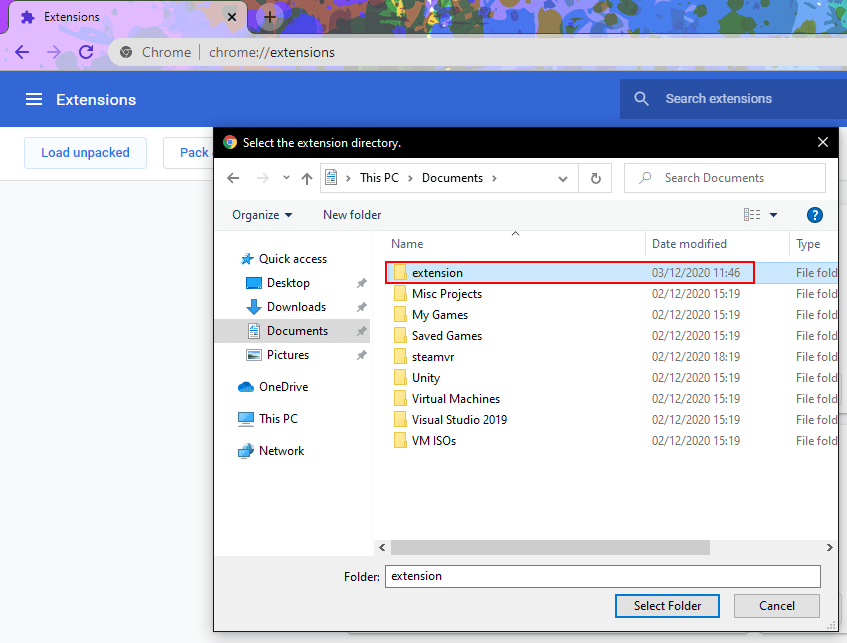 Extensions
Chrome chrome://extensions
Extensions
Search extensions
Load unpacked
Pack
Select the extension directory.
This PC Documents
Search Documents
Organize New folder
Name Date modified Type
Quick access
Desktop
Downloads
Documents
Pictures
OneDrive
This PC
Network
extension 03/12/2020 11:46 File fold
Misc Projects 02/12/2020 15:19 File fold
My Games 02/12/2020 15:19 File fold
Saved Games 02/12/2020 15:19 File fold
steamvr 02/12/2020 18:19 File fold
Unity 02/12/2020 15:19 File fold
Virtual Machines 02/12/2020 15:19 File fold
Visual Studio 2019 02/12/2020 15:19 File fold
VM ISOs 02/12/2020 15:19 File fold
Folder: extension
Select Folder Cancel